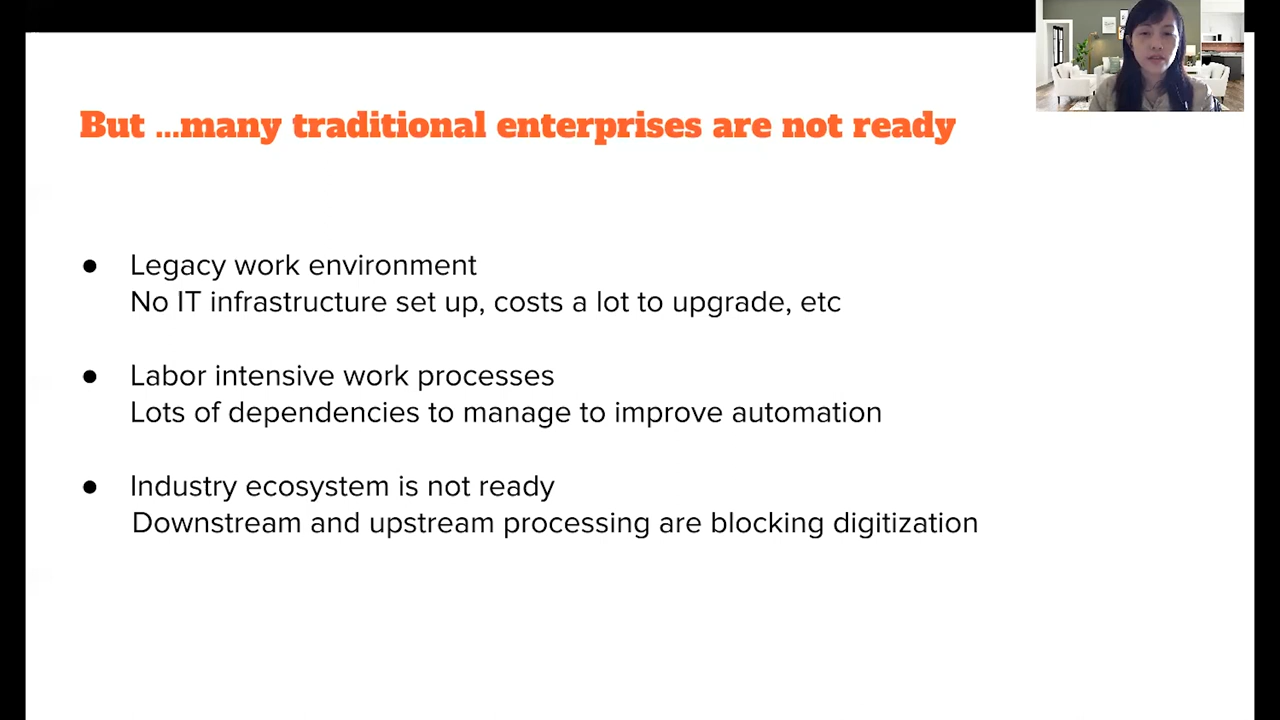 But ...many traditional enterprises are not ready
● Legacy work environment
No IT infrastructure set up, costs a lot to upgrade, etc
● Labor intensive work processes
Lots of dependencies to manage to improve automation
● Industry ecosystem is not ready
Downstream and upstream processing are blocking digitization